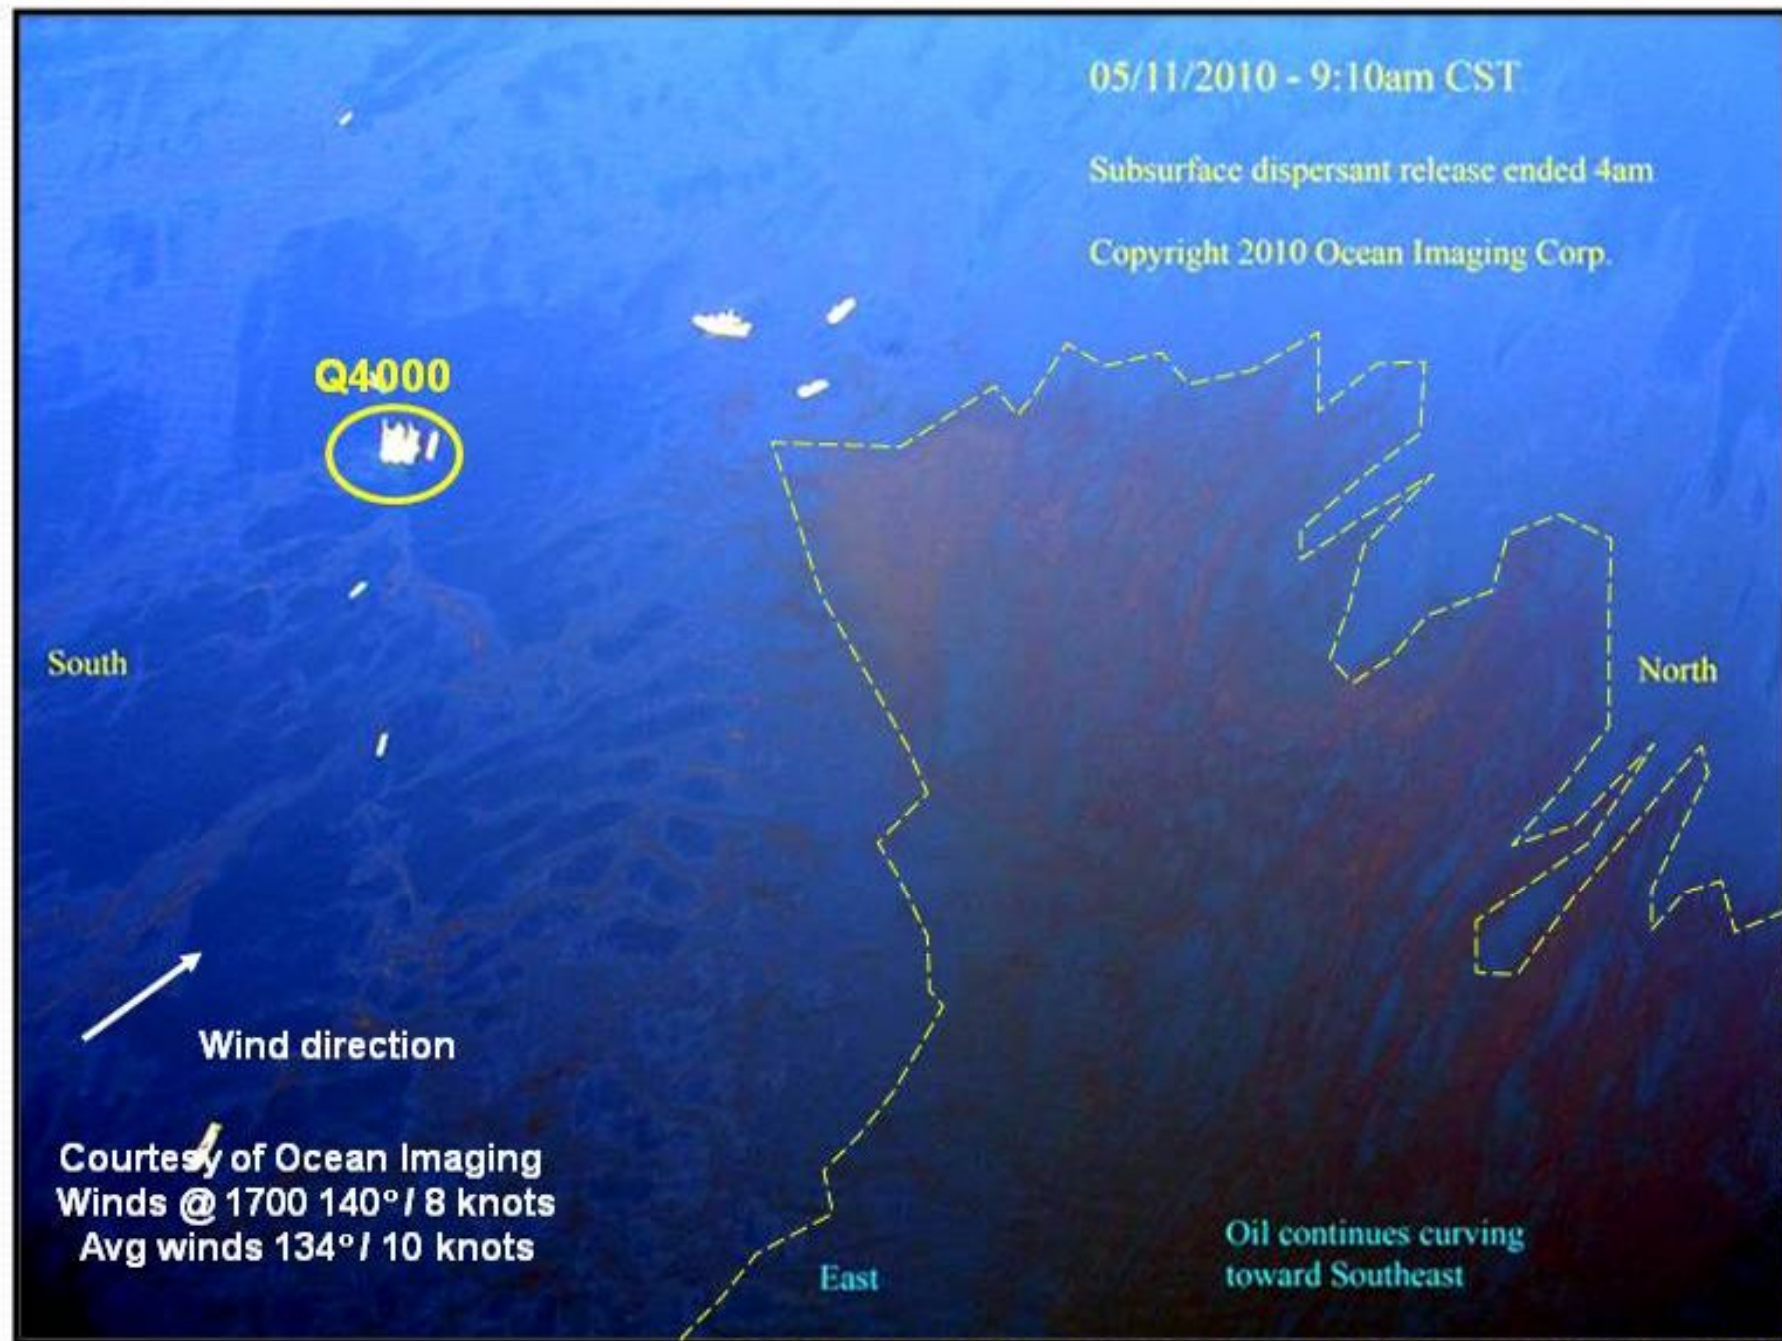 05/11/2010 - 9:10am CST
Subsurface dispersant release ended 4am
Copyright 2010 Ocean Imaging Corp.
Q4000
South
North
Wind direction
Courtesy of Ocean Imaging
Winds @ 1700 140°/ 8 knots
Avg winds 134°/ 10 knots
East
Oil continues curving
toward Southeast